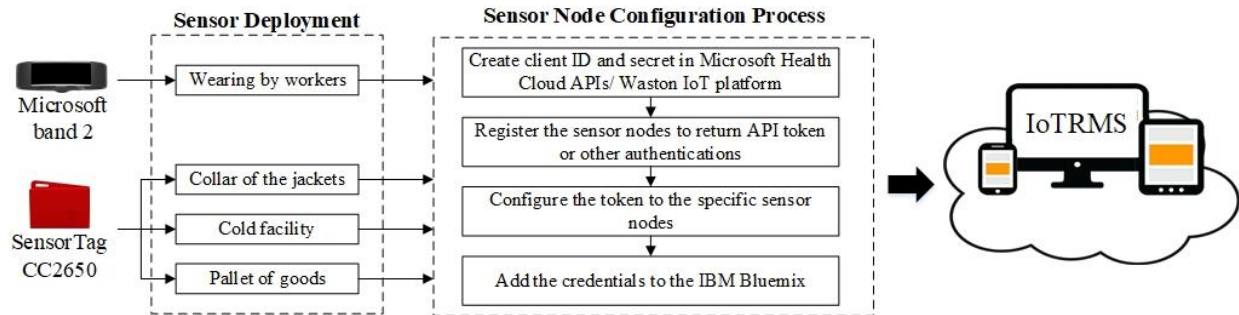 Sensor Deployment
Sensor Node Configuration Process
Microsoft
band 2
SensorTag
CC2650
Wearing by workers
Collar of the jackets
Cold facility
Pallet of goods
Create client ID and secret in Microsoft Health
Cloud APIs/ Waston IoT platform
Register the sensor nodes to return API token
or other authentications
Configure the token to the specific sensor
nodes
Add the credentials to the IBM Bluemix
IoTRMS